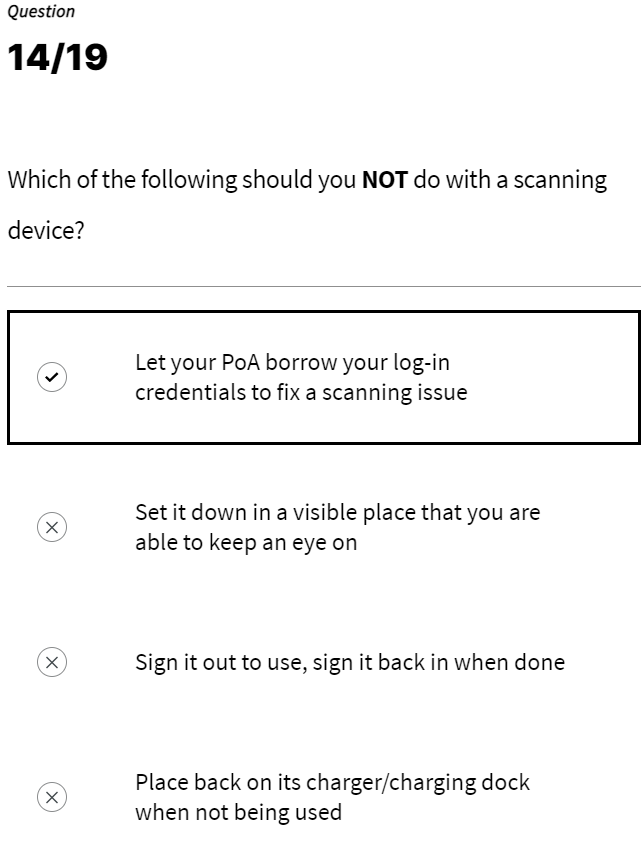 Question
14/19
Which of the following should you NOT do with a scanning
device?
Let your PoA borrow your log-in
credentials to fix a scanning issue
Set it down in a visible place that you are
able to keep an eye on
Sign it out to use, sign it back in when done
Place back on its charger/charging dock
when not being used